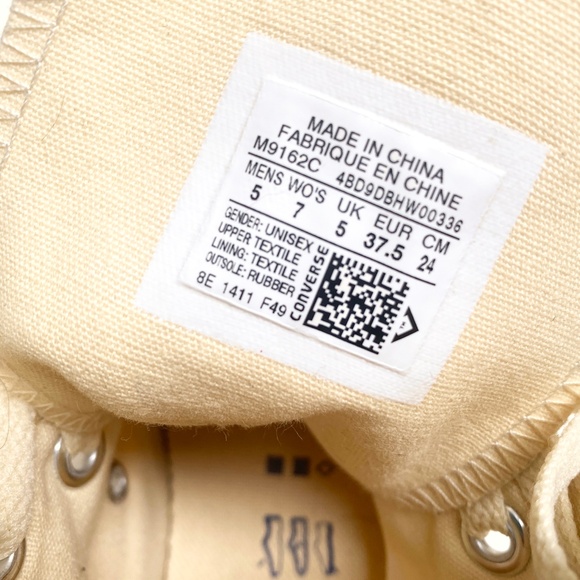 MADE IN CHINA
FABRIQUE EN CHINE
M9162C 4BD9DBHW00336
MENS WO'S UK EUR CM
5 7 5 37.5 24
GENDER: UNISEX
UPPER TEXTILE
LINING: TEXTILE
OUTSOLE: RUBBER
8E 1411 F49
CONVERSE